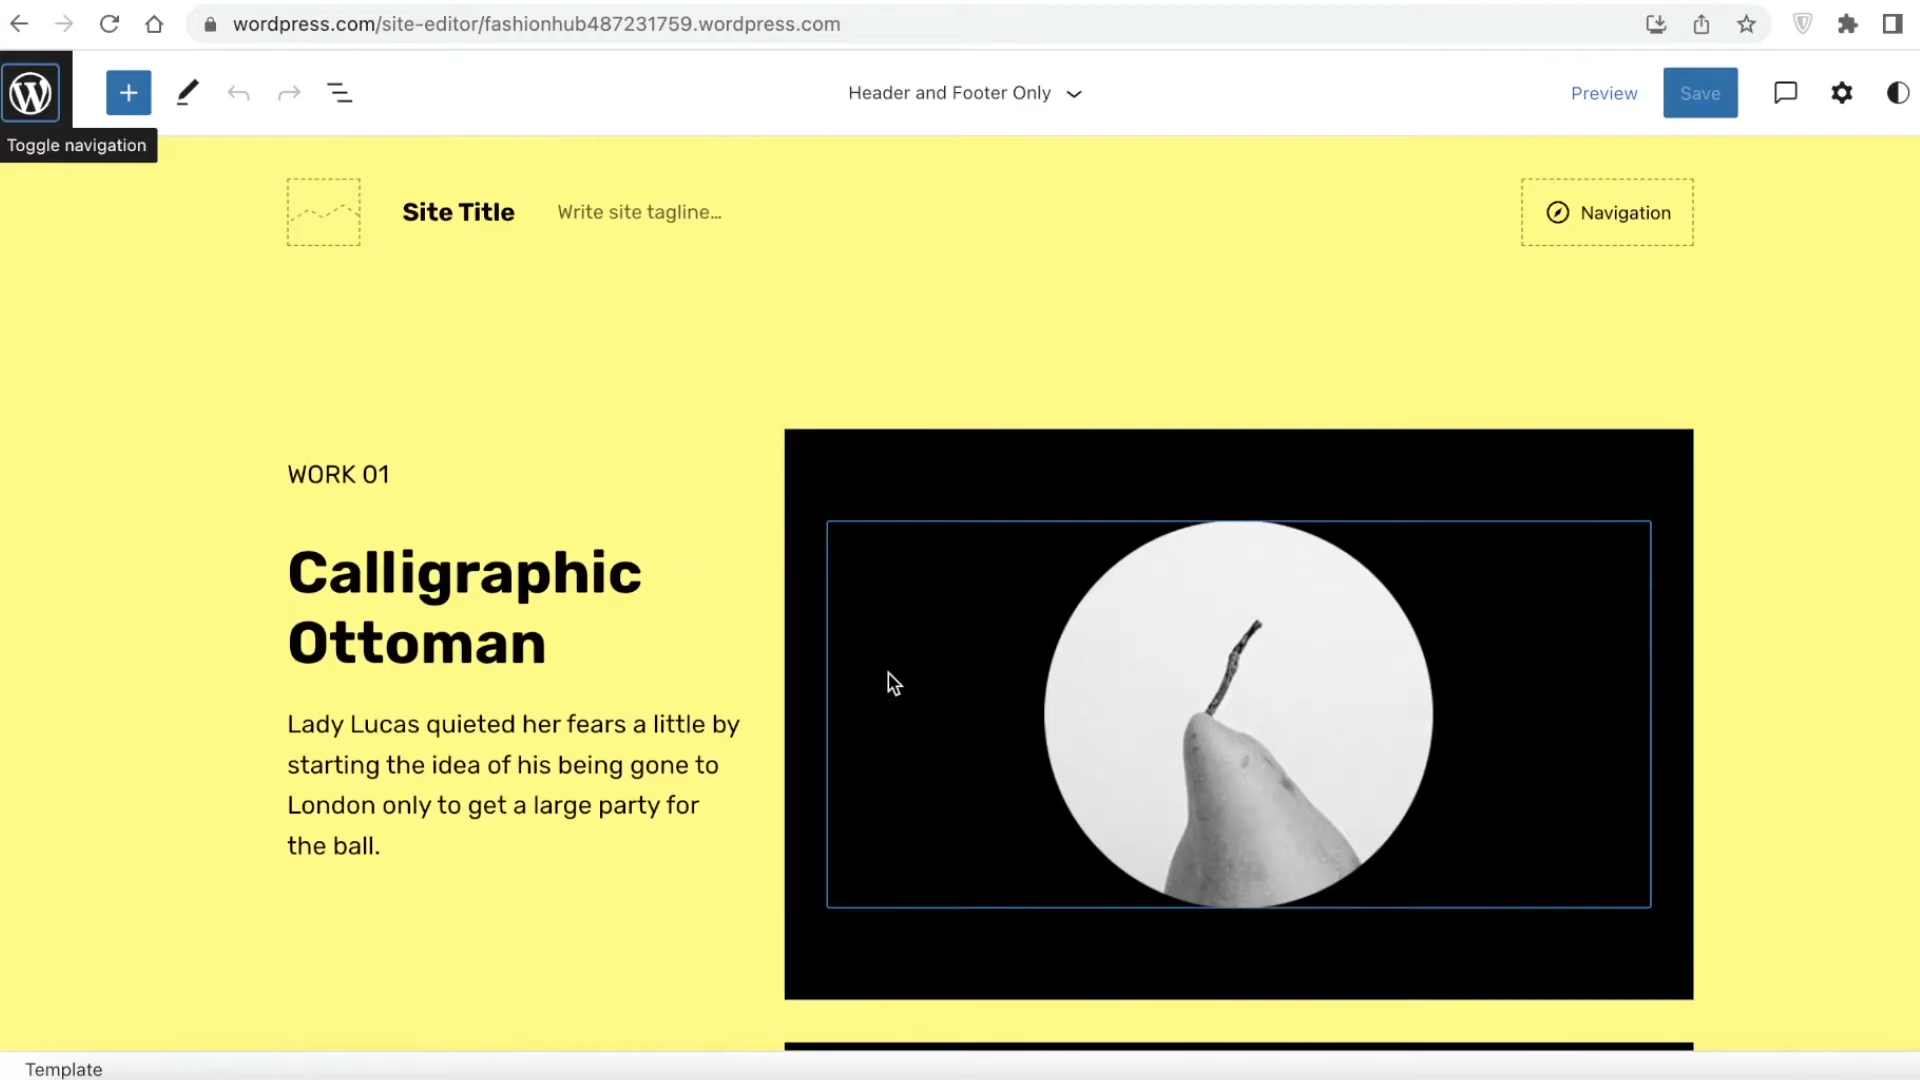 wordpress.com/site-editor/fashionhub487231759.wordpress.com
Header and Footer Only
Preview
Save
Toggle navigation
Site Title
Write site tagline…
Navigation
WORK 01
Calligraphic
Ottoman
Lady Lucas quieted her fears a little by
starting the idea of his being gone to
London only to get a large party for
the ball.
Template